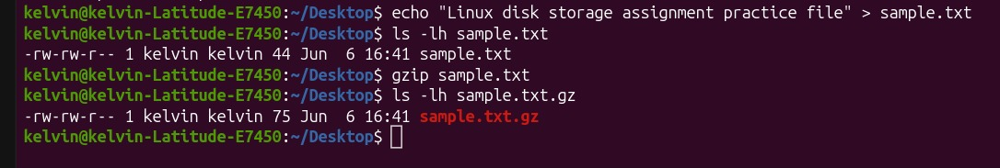 kelvin@kelvin-Latitude-E7450:~/Desktop$ echo "Linux disk storage assignment practice file" > sample.txt
kelvin@kelvin-Latitude-E7450:~/Desktop$ ls -lh sample.txt
-rw-rw-r-- 1 kelvin kelvin 44 Jun  6 16:41 sample.txt
kelvin@kelvin-Latitude-E7450:~/Desktop$ gzip sample.txt
kelvin@kelvin-Latitude-E7450:~/Desktop$ ls -lh sample.txt.gz
-rw-rw-r-- 1 kelvin kelvin 75 Jun  6 16:41 sample.txt.gz
kelvin@kelvin-Latitude-E7450:~/Desktop$